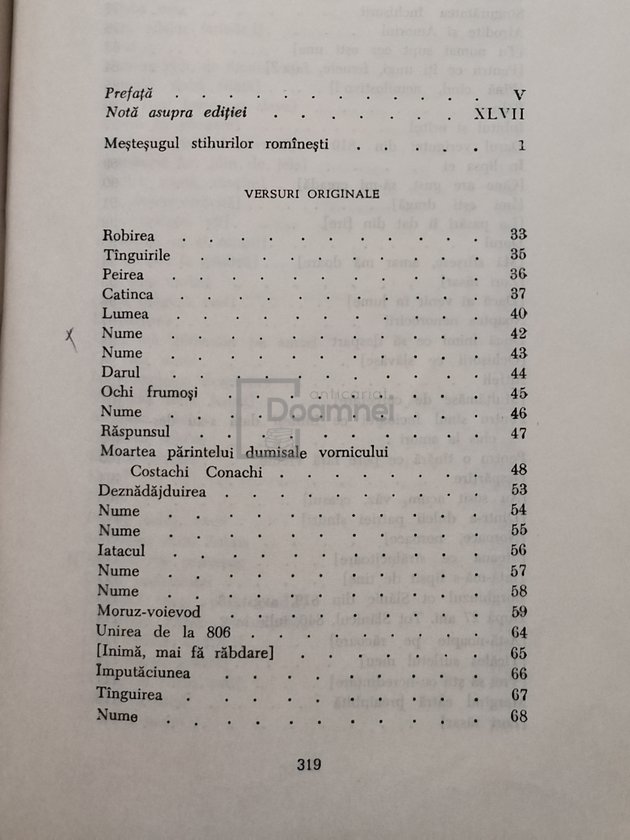 Prefață . . . . . . . . . . . . V
Notă asupra ediției . . . . . . . XLVII
Meșteșugul stihurilor romînești . . . . . 1
VERSURI ORIGINALE
Robirea . . . . . . . . . . . 33
Tînguirile . . . . . . . . . . 35
Peirea . . . . . . . . . . . 36
Catinca . . . . . . . . . . . 37
Lumea . . . . . . . . . . . 40
Nume . . . . . . . . . . . 42
Nume . . . . . . . . . . . 43
Darul . . . . . . . . . . . 44
Ochi frumoși . . . . . . . . . 45
Nume . . . . . . . . . . . 46
Răspunsul . . . . . . . . . . 47
Moartea părintelui dumisale vornicului
Costachi Conachi . . . . . . . 48
Deznădăjduirea . . . . . . . . . 53
Nume . . . . . . . . . . . 54
Nume . . . . . . . . . . . 55
Iatacul . . . . . . . . . . . 56
Nume . . . . . . . . . . . 57
Nume . . . . . . . . . . . 58
Moruz-voievod . . . . . . . . . 59
Unirea de la 806 . . . . . . . . 64
[Inimă, mai fă răbdare] . . . . . . 65
Imputăciunea . . . . . . . . . 66
Tînguirea . . . . . . . . . . 67
Nume . . . . . . . . . . . 68
319
anticariat
Doamnei